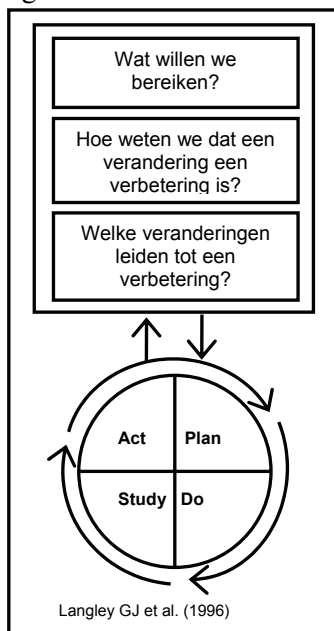 Wat willen we
bereiken?
Hoe weten we dat een
verandering een
verbetering is?
Welke veranderingen
leiden tot een
verbetering?
Act
Plan
Study
Do
Langley GJ et al. (1996)